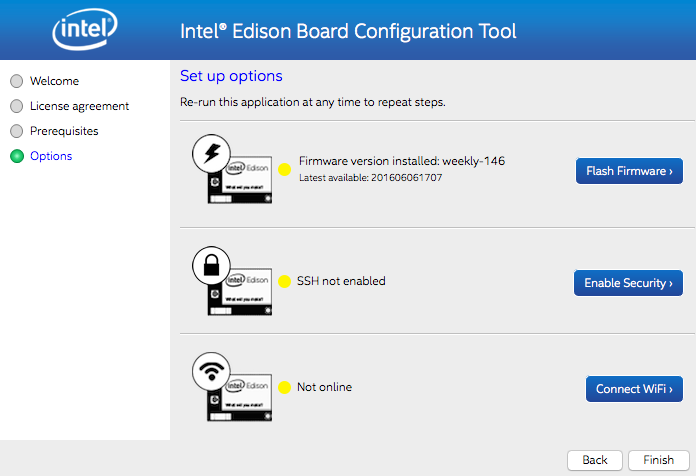 intel
Intel® Edison Board Configuration Tool
Welcome
License agreement
Prerequisites
Options
Set up options
Re-run this application at any time to repeat steps.
intel Edison
What will you make?
Firmware version installed: weekly-146
Latest available: 201606061707
Flash Firmware ›
intel Edison
What will you make?
SSH not enabled
Enable Security ›
intel Edison
What will you make?
Not online
Connect WiFi ›
Back
Finish